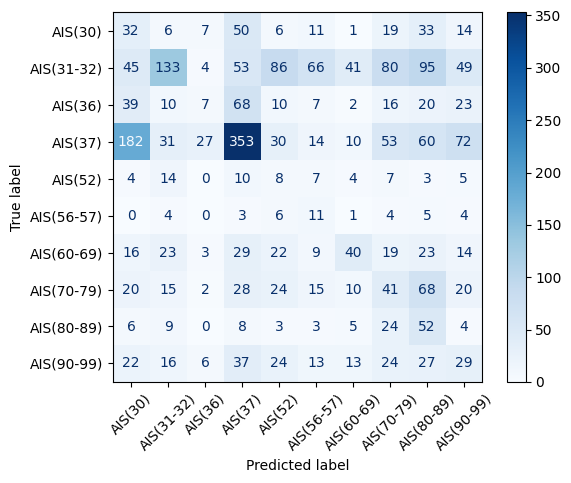 AIS(30) 32 6 7 50 6 11 1 19 33 14
AIS(31-32) 45 133 4 53 86 66 41 80 95 49
AIS(36) 39 10 7 68 10 7 2 16 20 23
AIS(37) 182 31 27 353 30 14 10 53 60 72
AIS(52) 4 14 0 10 8 7 4 7 3 5
AIS(56-57) 0 4 0 3 6 11 1 4 5 4
AIS(60-69) 16 23 3 29 22 9 40 19 23 14
AIS(70-79) 20 15 2 28 24 15 10 41 68 20
AIS(80-89) 6 9 0 8 3 3 5 24 52 4
AIS(90-99) 22 16 6 37 24 13 13 24 27 29
AIS(30) AIS(31-32) AIS(36) AIS(37) AIS(52) AIS(56-57) AIS(60-69) AIS(70-79) AIS(80-89) AIS(90-99)
Predicted label
True label
350
300
250
200
150
100
50
0